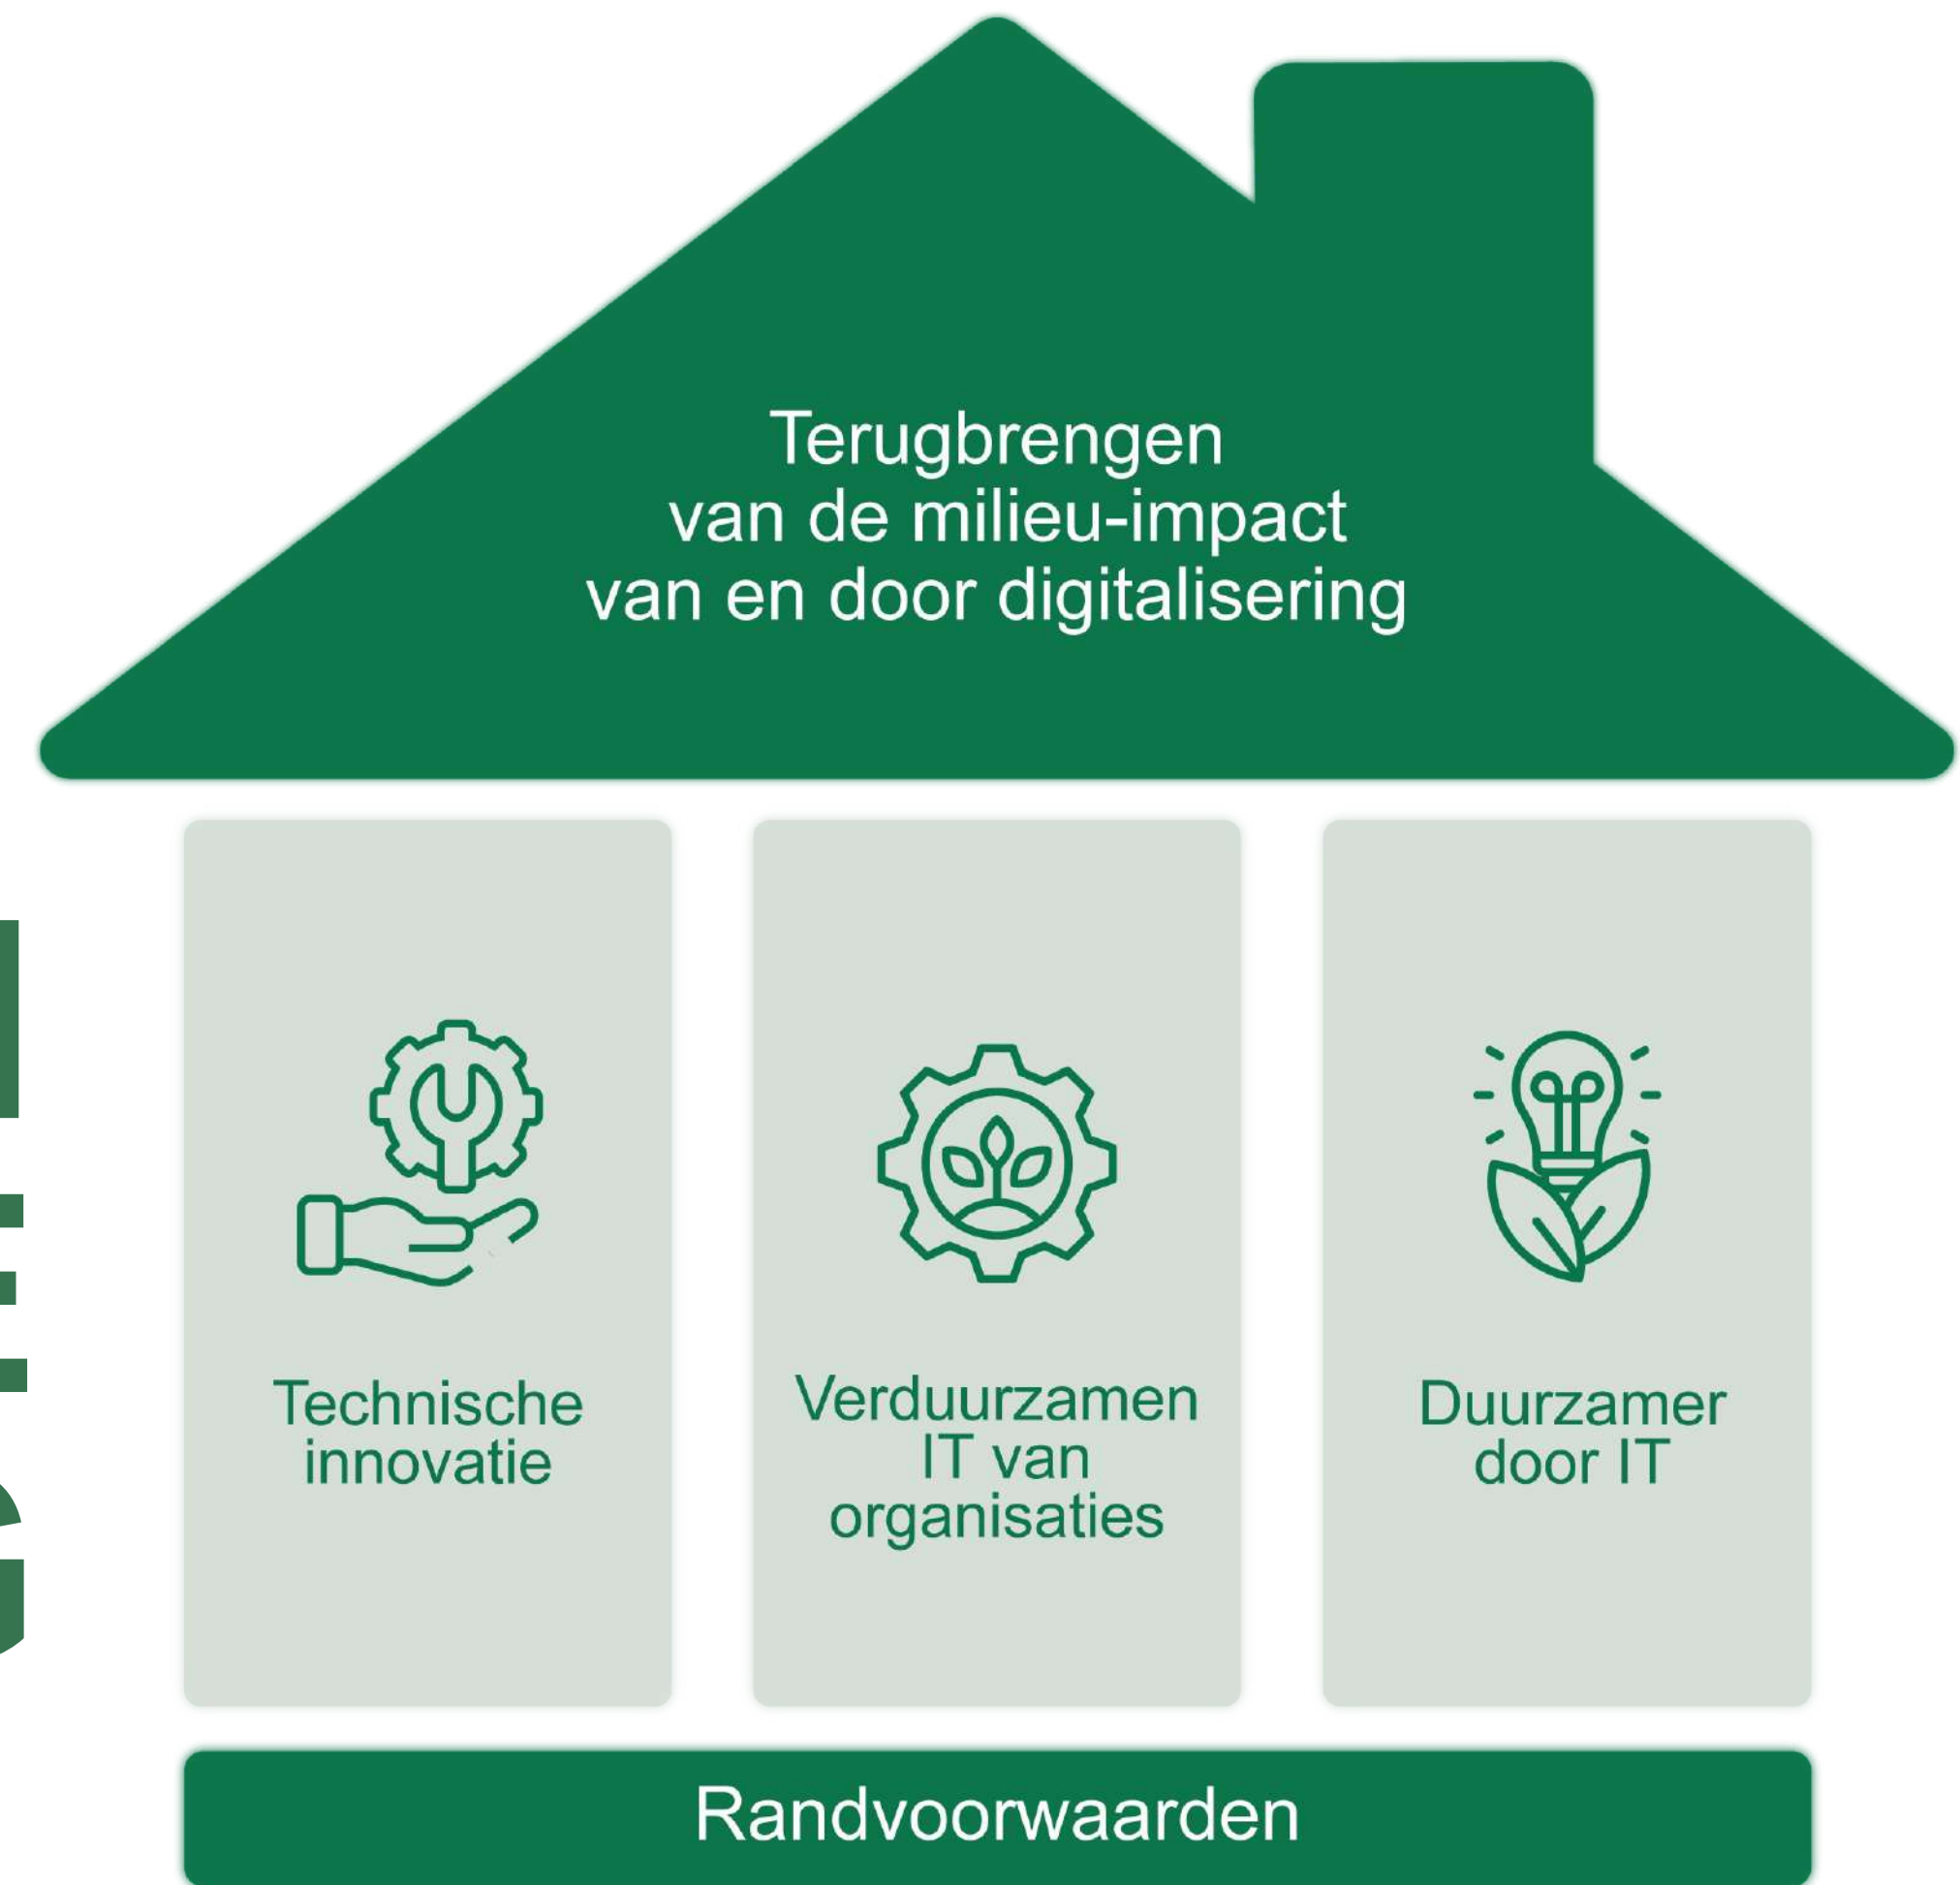 Terugbrengen
van de milieu-impact
van en door digitalisering
Technische
innovatie
Verduurzamen
IT van
organisaties
Duurzamer
door IT
Randvoorwaarden